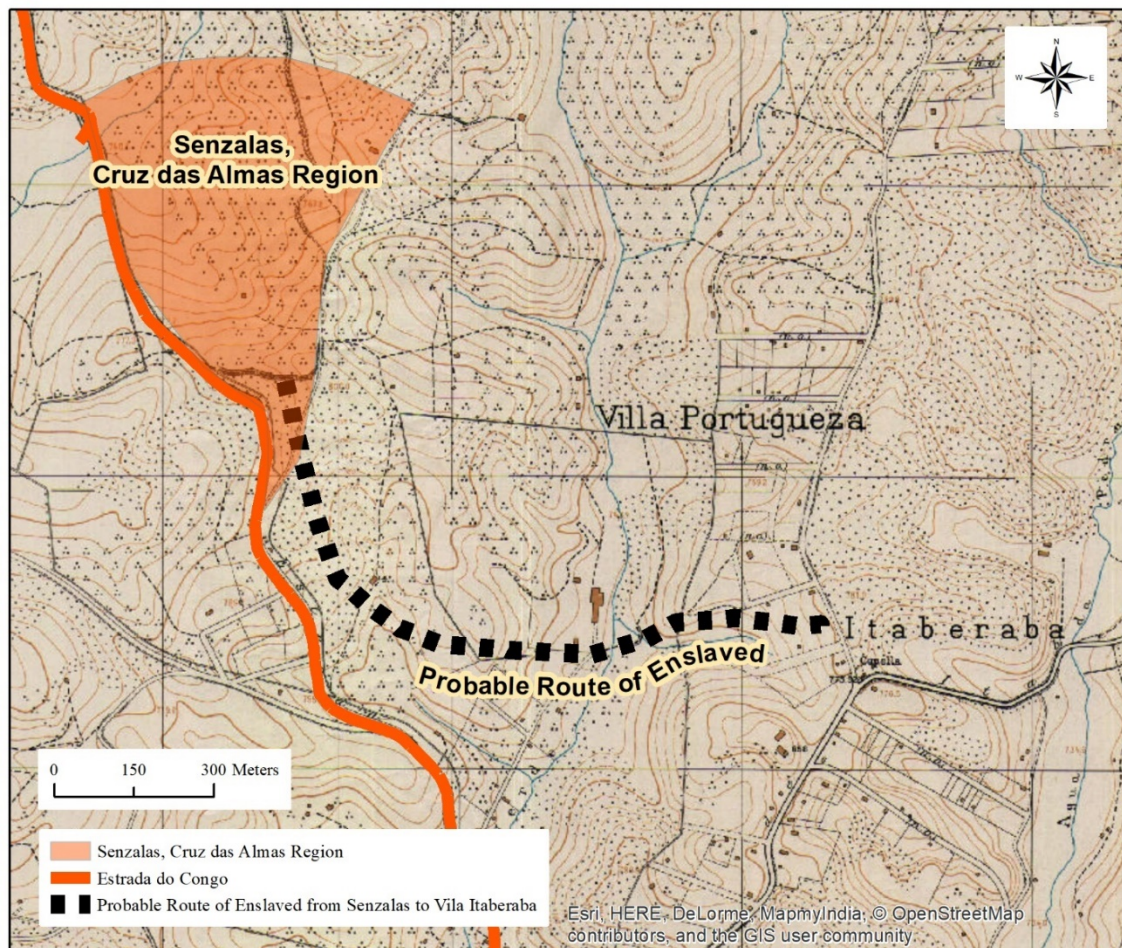 N
W
E
S
Senzalas,
Cruz das Almas Region
Villa Portugueza
Itaberaba
Capella
Probable Route of Enslaved
Agua
0 150 300 Meters
Senzalas, Cruz das Almas Region
Estrada do Congo
Probable Route of Enslaved from Senzalas to Vila Itaberaba
Esri, HERE, DeLorme, MapmyIndia, © OpenStreetMap
contributors, and the GIS user community